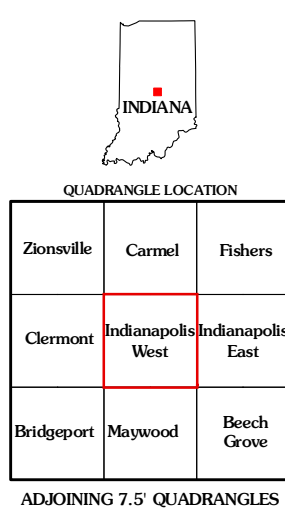 INDIANA
QUADRANGLE LOCATION
Zionsville
Carmel
Fishers
Clermont
Indianapolis
West
Indianapolis
East
Bridgeport
Maywood
Beech
Grove
ADJOINING 7.5' QUADRANGLES